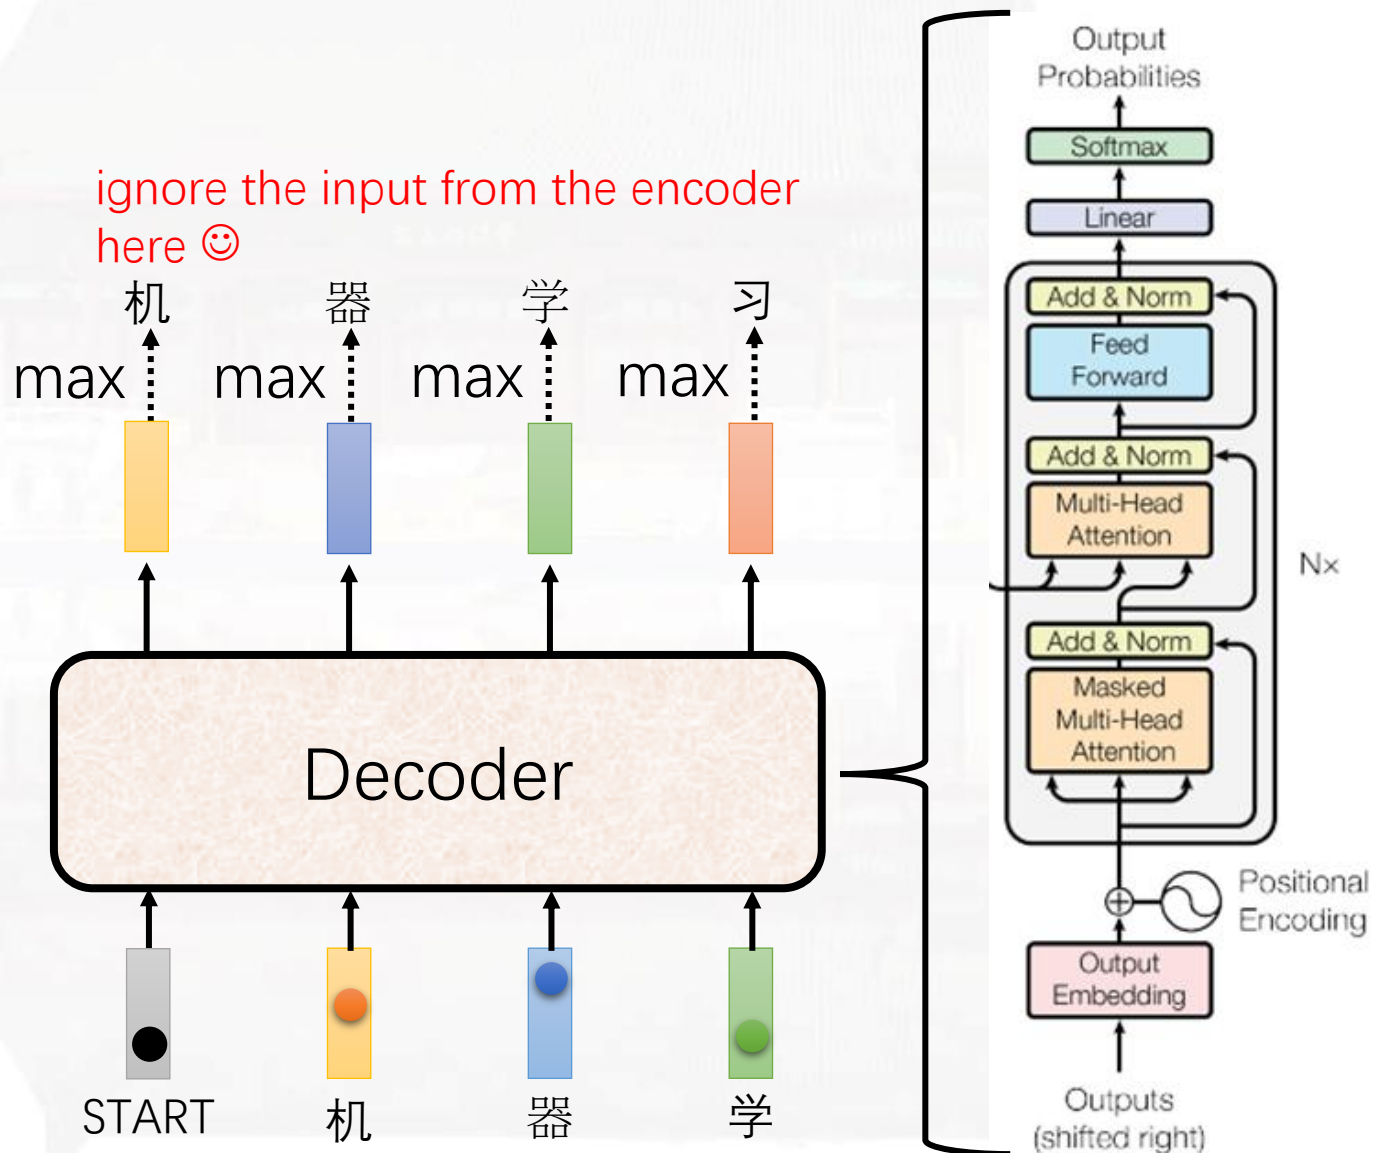 ignore the input from the encoder
here ☺
机 器 学 习
max max max max
Decoder
START 机 器 学
Output
Probabilities
Softmax
Linear
Add & Norm
Feed
Forward
Add & Norm
Multi-Head
Attention
N×
Add & Norm
Masked
Multi-Head
Attention
Positional
Encoding
Output
Embedding
Outputs
(shifted right)